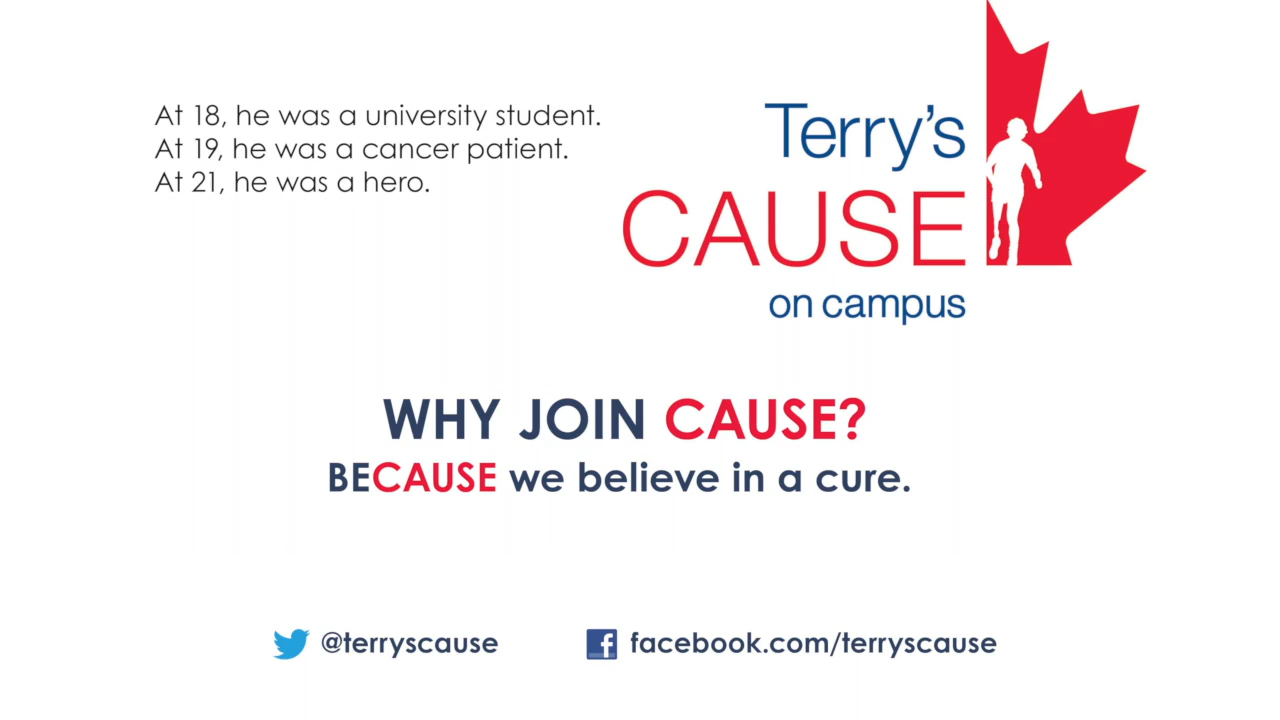 At 18, he was a university student.
At 19, he was a cancer patient.
At 21, he was a hero.
Terry's
CAUSE
on campus
WHY JOIN CAUSE?
BECAUSE we believe in a cure.
@terryscause
facebook.com/terryscause